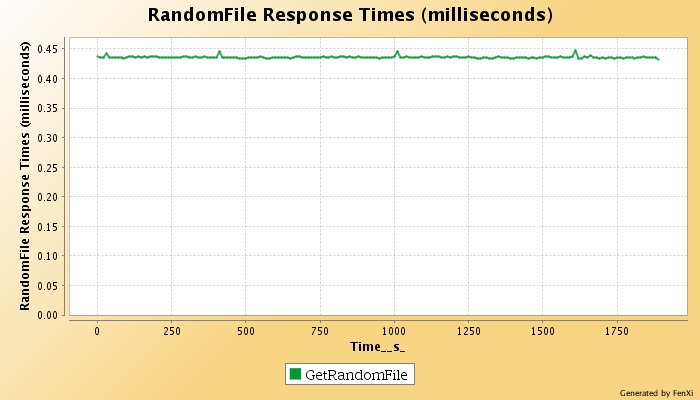 RandomFile Response Times (milliseconds)
RandomFile Response Times (milliseconds)
0.45
0.40
0.35
0.30
0.25
0.20
0.15
0.10
0.05
0.00
0 250 500 750 1000 1250 1500 1750
Time__s_
GetRandomFile
Generated by FenXi